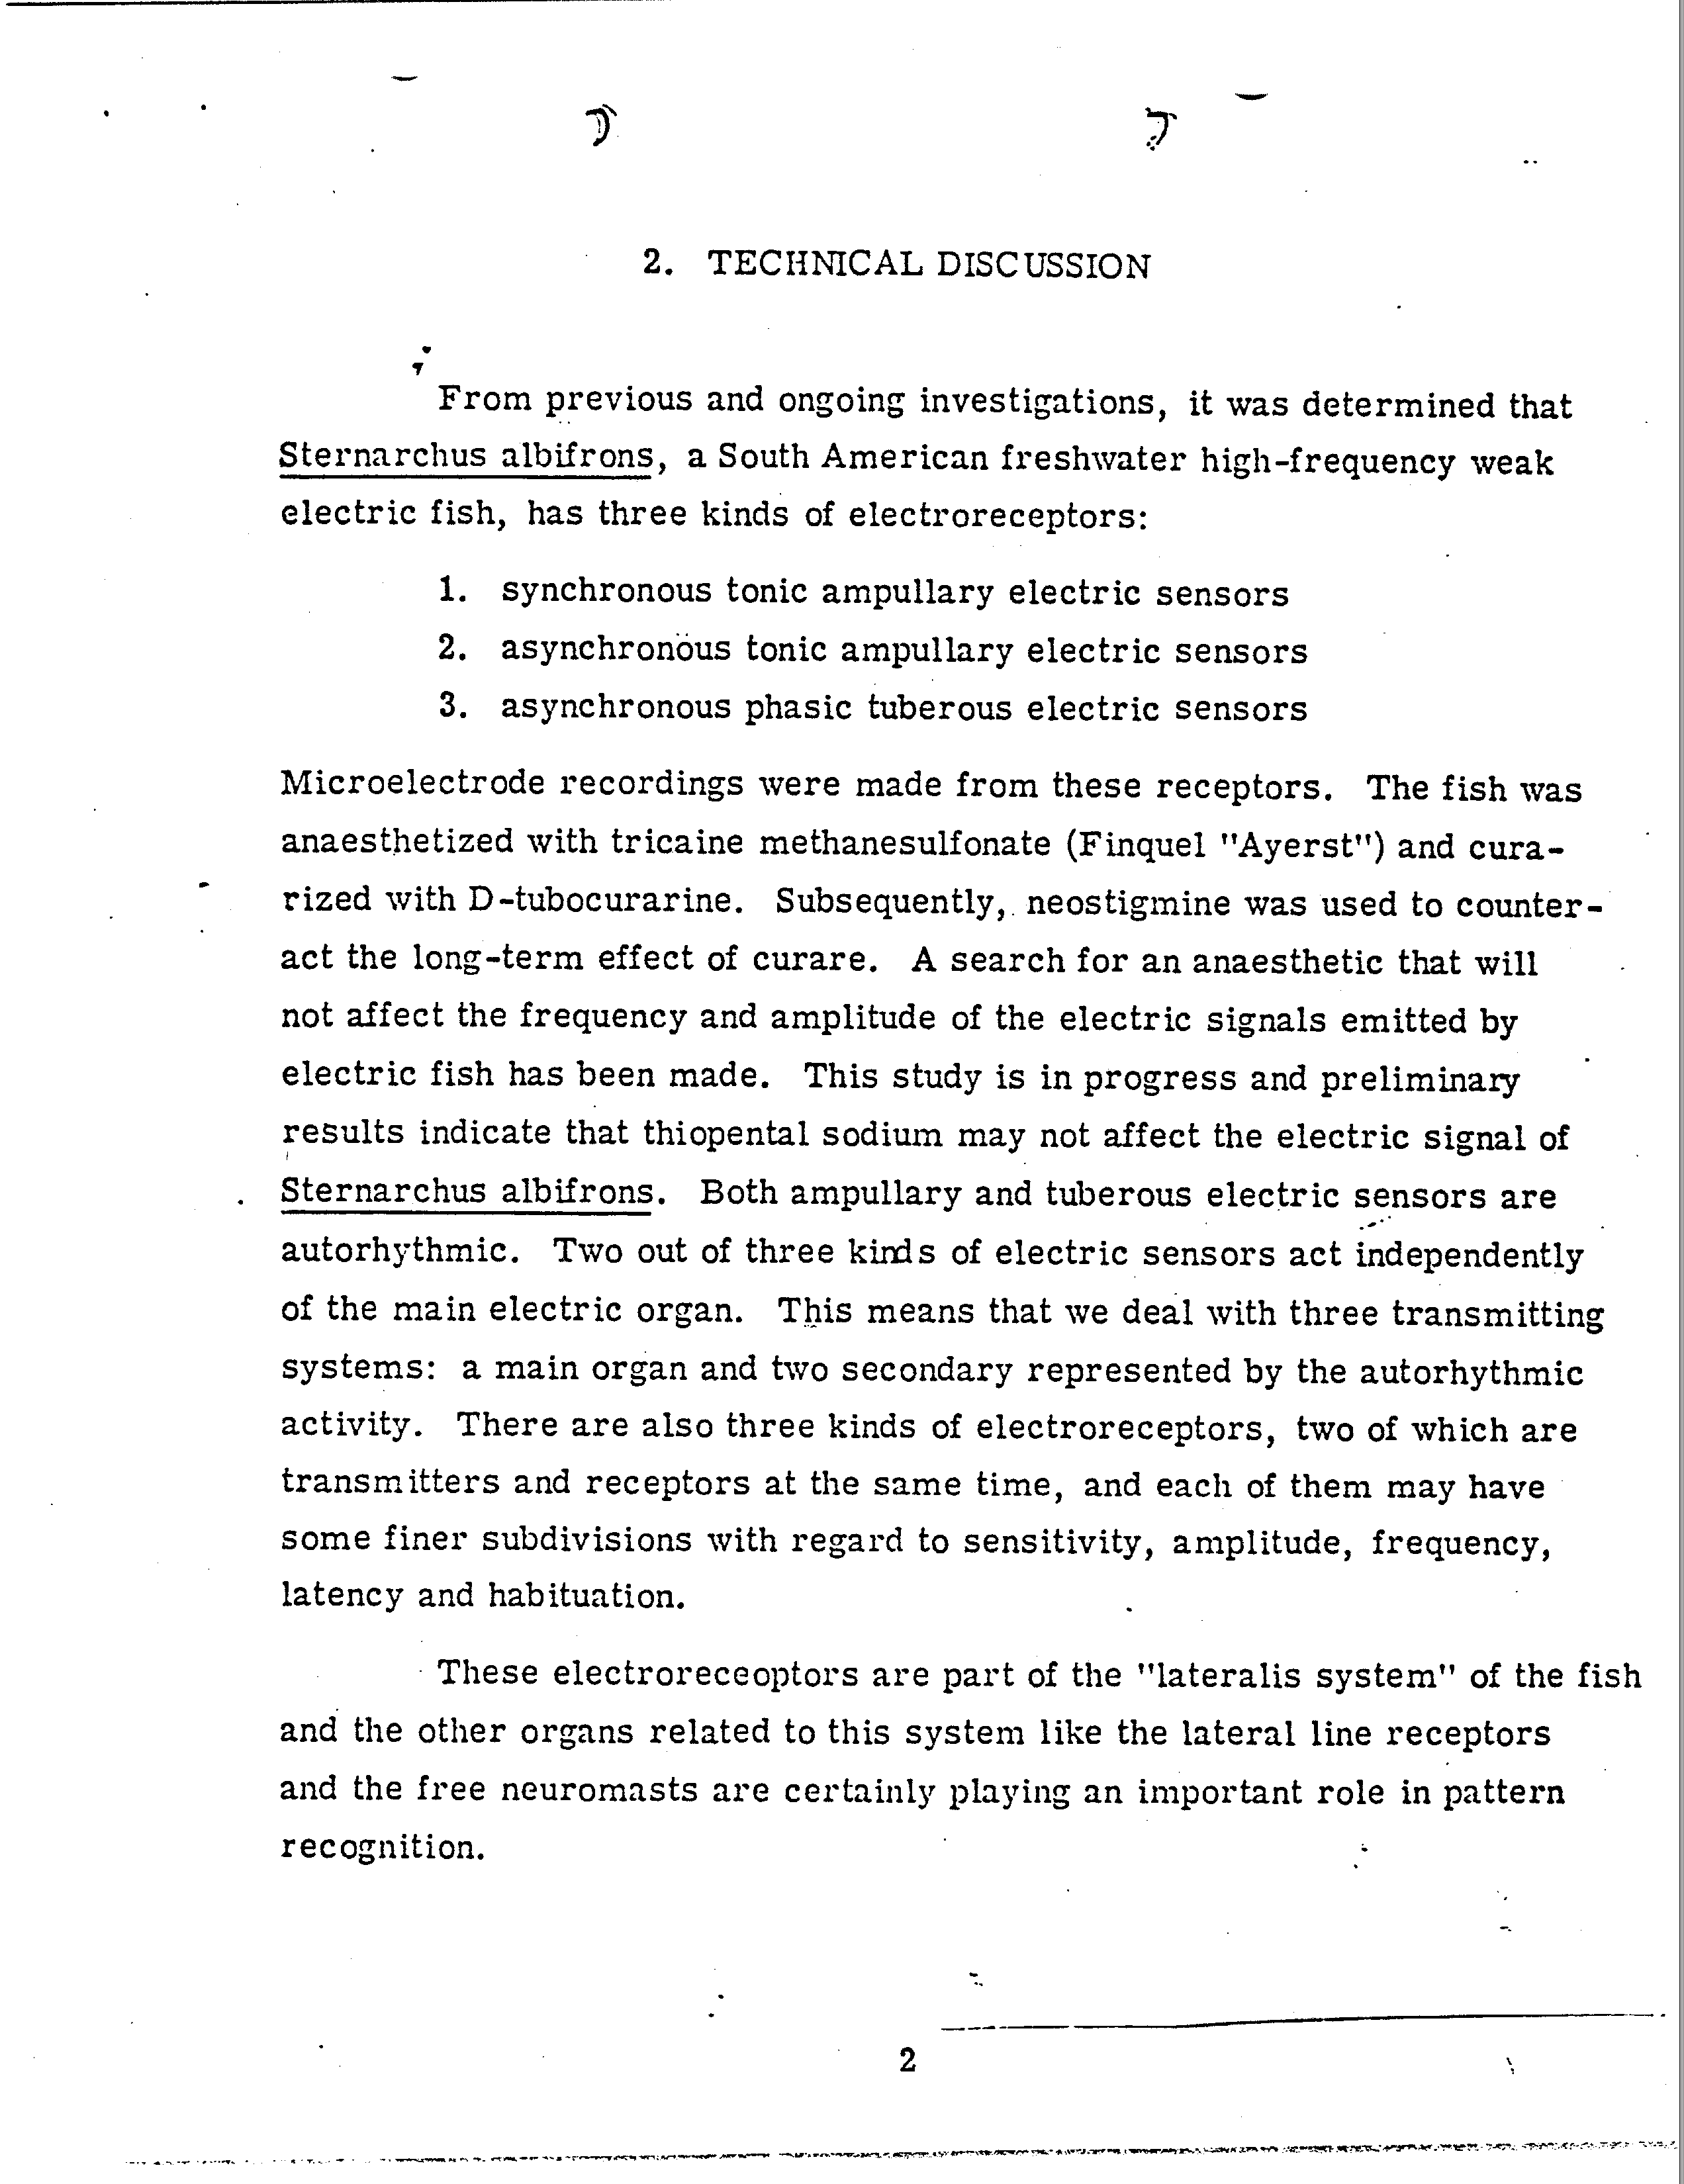 2. TECHNICAL DISCUSSION
From previous and ongoing investigations, it was determined that
Sternarchus albifrons, a South American freshwater high-frequency weak
electric fish, has three kinds of electroreceptors:
1. synchronous tonic ampullary electric sensors
2. asynchronous tonic ampullary electric sensors
3. asynchronous phasic tuberous electric sensors
Microelectrode recordings were made from these receptors. The fish was
anaesthetized with tricaine methanesulfonate (Finquel "Ayerst") and cura-
rized with D-tubocurarine. Subsequently, neostigmine was used to counter-
act the long-term effect of curare. A search for an anaesthetic that will
not affect the frequency and amplitude of the electric signals emitted by
electric fish has been made. This study is in progress and preliminary
results indicate that thiopental sodium may not affect the electric signal of
Sternarchus albifrons. Both ampullary and tuberous electric sensors are
autorhythmic. Two out of three kinds of electric sensors act independently
of the main electric organ. This means that we deal with three transmitting
systems: a main organ and two secondary represented by the autorhythmic
activity. There are also three kinds of electroreceptors, two of which are
transmitters and receptors at the same time, and each of them may have
some finer subdivisions with regard to sensitivity, amplitude, frequency,
latency and habituation.
These electroreceoptors are part of the "lateralis system" of the fish
and the other organs related to this system like the lateral line receptors
and the free neuromasts are certainly playing an important role in pattern
recognition.
2